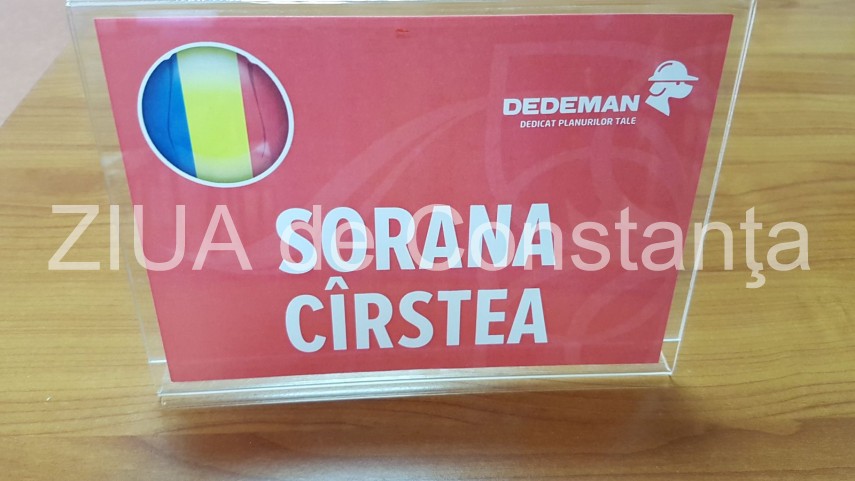 DEDEMAN
DEDICAT PLANURILOR TALE
ZIUA de Constanţa
SORANA
CÎRSTEA